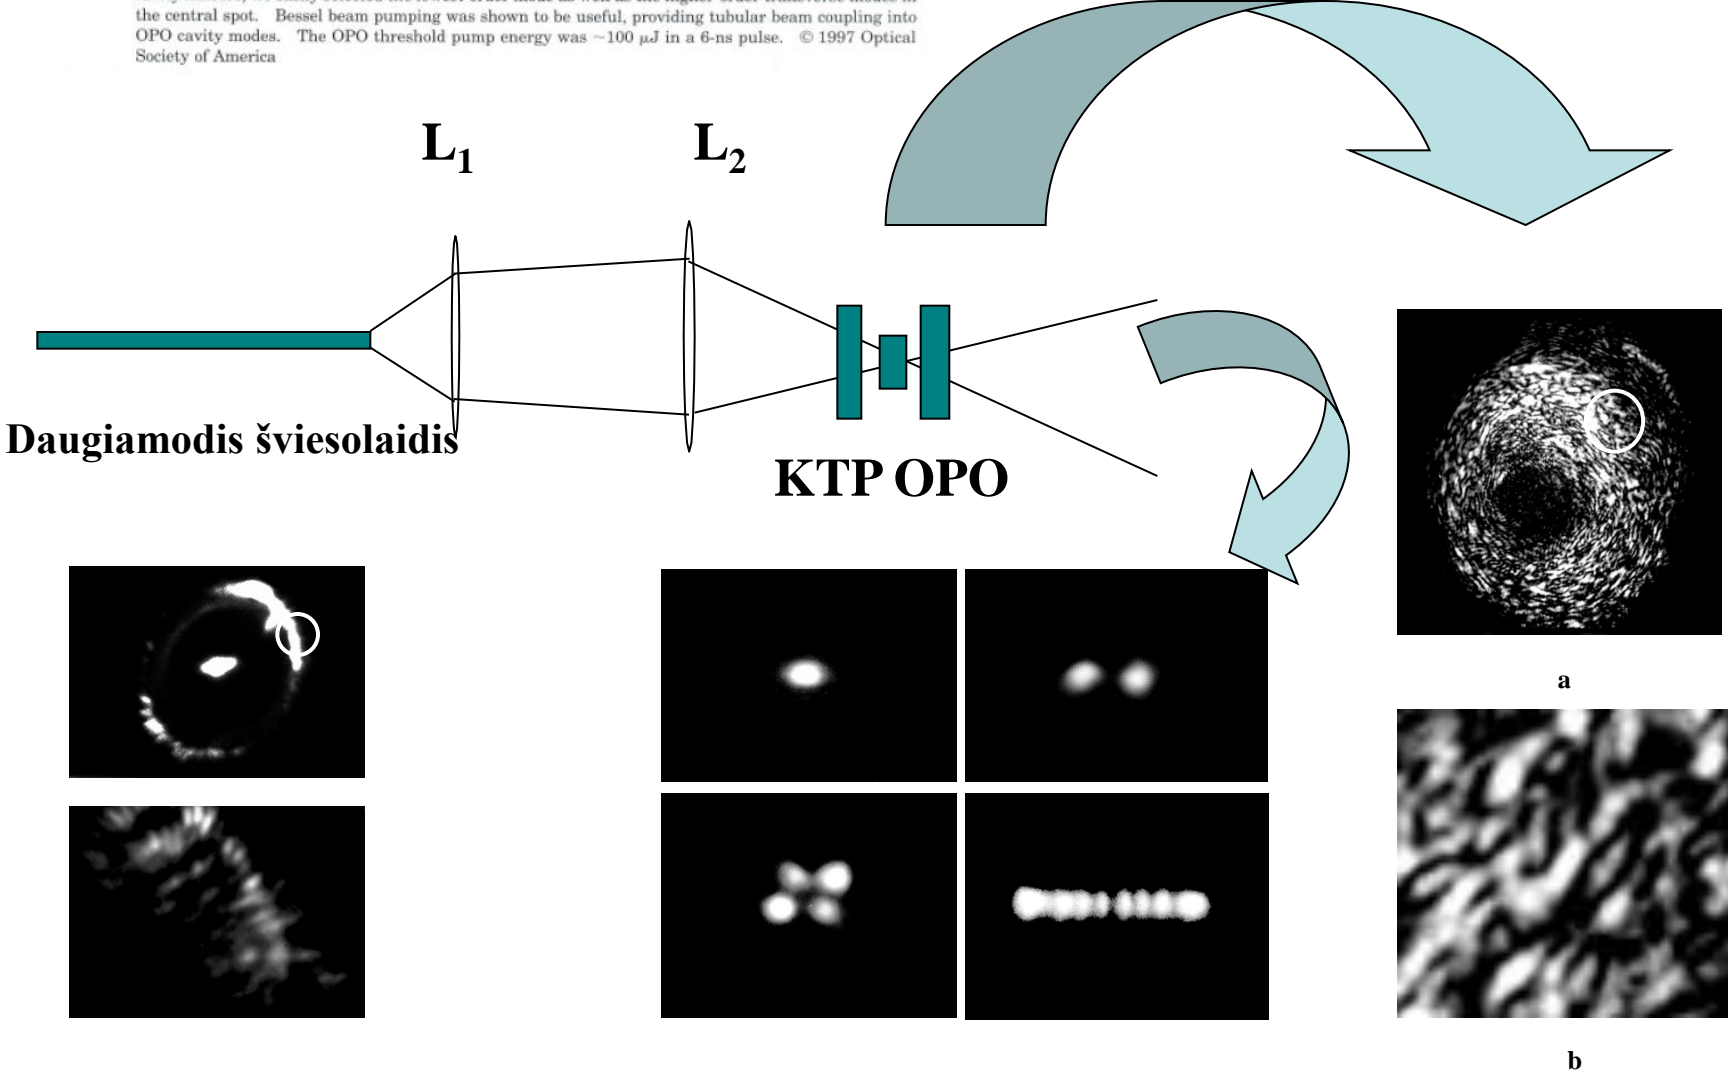 the central spot. Bessel beam pumping was shown to be useful, providing tubular beam coupling into
OPO cavity modes. The OPO threshold pump energy was ~100 μJ in a 6-ns pulse. © 1997 Optical
Society of America
L1
L2
Daugiamodis šviesolaidis
KTP OPO
a
b